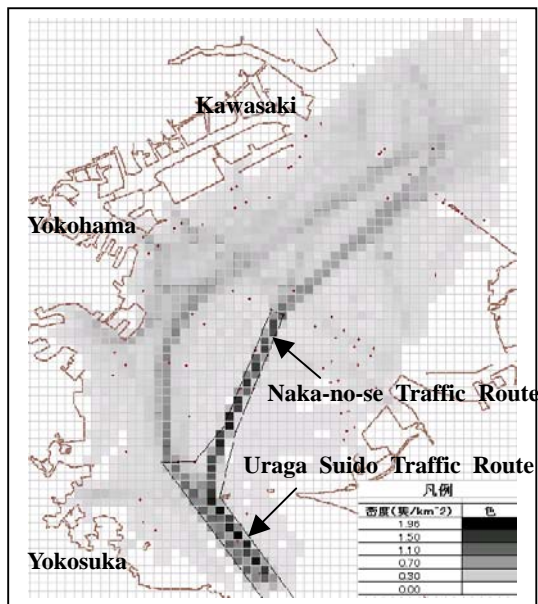 Kawasaki
Yokohama
Naka-no-se Traffic Route
Uraga Suido Traffic Route
Yokosuka
凡例
密度(隻/km^2) 色
1.96
1.50
1.10
0.70
0.30
0.00